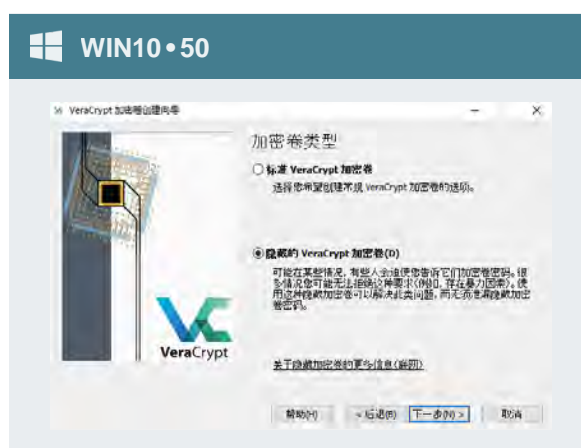 WIN10•50
VeraCrypt 加密卷创建向导
加密卷类型
标准 VeraCrypt 加密卷
选择您希望创建常规 VeraCrypt 加密卷的选项。
隐藏的 VeraCrypt 加密卷(D)
可能在某些情况, 有些人会迫使您告诉它们加密卷密码。很
多情况您可能无法拒绝这种要求(例如, 存在暴力因素)。使
用这种隐藏加密卷可以解决此类问题, 而无须泄漏隐藏加密
卷密码。
VeraCrypt
关于隐藏加密卷的更多信息(联网)
帮助(H)
< 后退(B)
下一步(N) >
取消